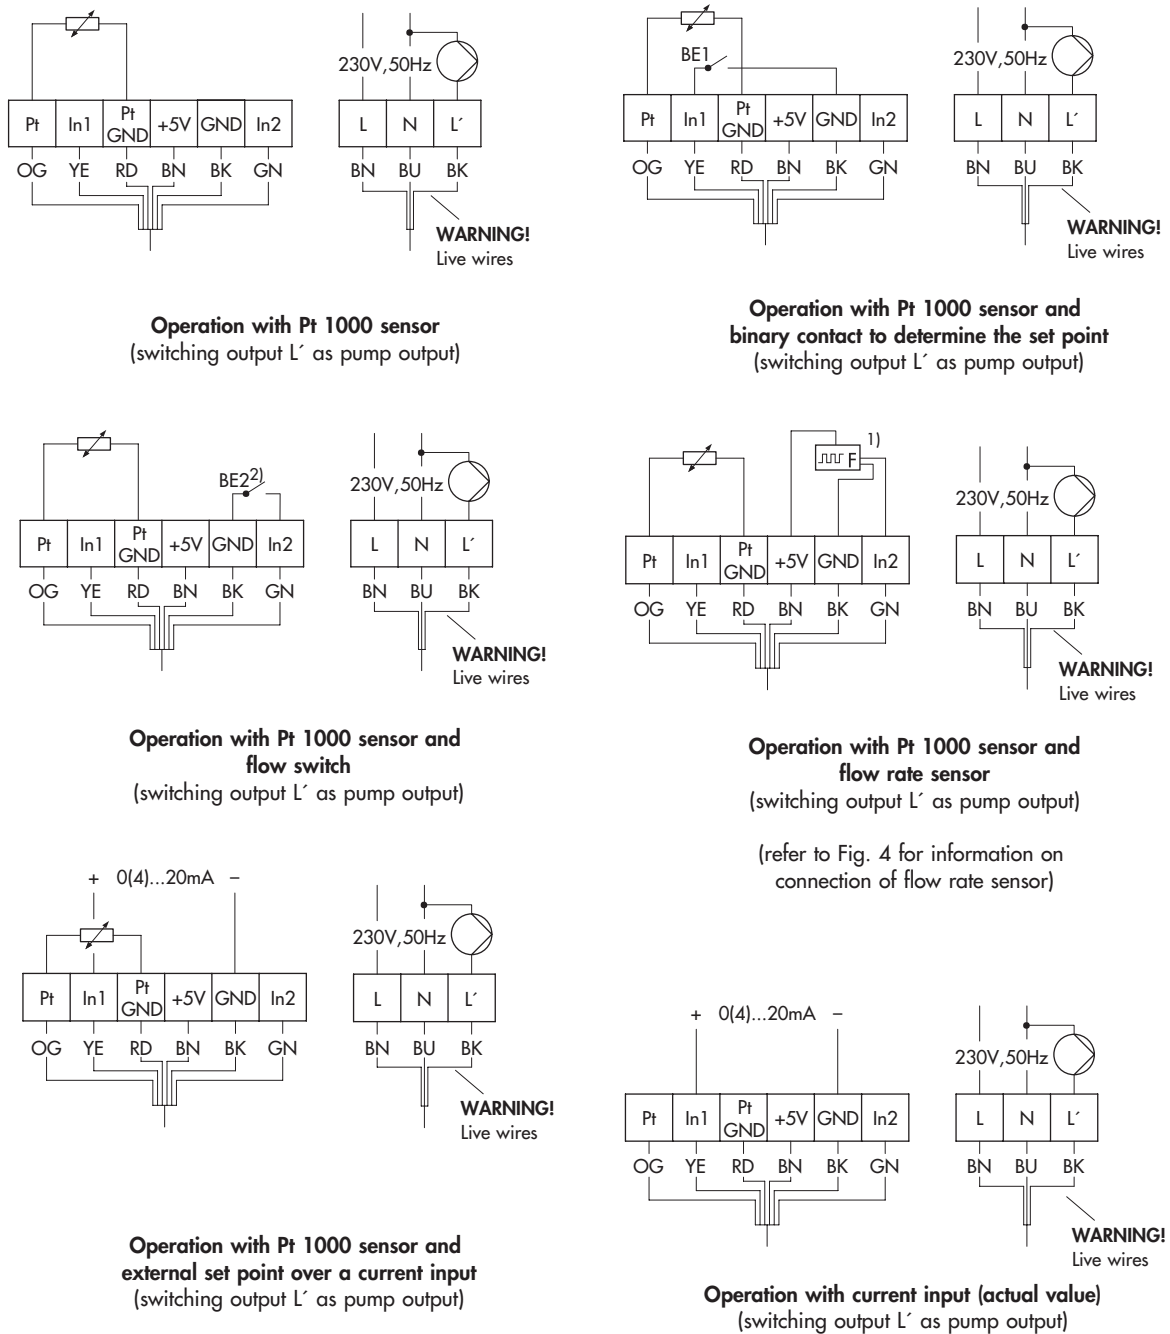 230V,50Hz
Pt In1 Pt GND +5V GND In2
L N L´
OG YE RD BN BK GN
BN BU BK
WARNING!
Live wires
Operation with Pt 1000 sensor
(switching output L´ as pump output)
BE1
230V,50Hz
Pt In1 Pt GND +5V GND In2
L N L´
OG YE RD BN BK GN
BN BU BK
WARNING!
Live wires
Operation with Pt 1000 sensor and
binary contact to determine the set point
(switching output L´ as pump output)
BE2 2)
230V,50Hz
Pt In1 Pt GND +5V GND In2
L N L´
OG YE RD BN BK GN
BN BU BK
WARNING!
Live wires
Operation with Pt 1000 sensor and
flow switch
(switching output L´ as pump output)
1)
F
230V,50Hz
Pt In1 Pt GND +5V GND In2
L N L´
OG YE RD BN BK GN
BN BU BK
WARNING!
Live wires
Operation with Pt 1000 sensor and
flow rate sensor
(switching output L´ as pump output)
(refer to Fig. 4 for information on
connection of flow rate sensor)
+ 0(4)...20mA −
230V,50Hz
Pt In1 Pt GND +5V GND In2
L N L´
OG YE RD BN BK GN
BN BU BK
WARNING!
Live wires
Operation with Pt 1000 sensor and
external set point over a current input
(switching output L´ as pump output)
+ 0(4)...20mA −
230V,50Hz
Pt In1 Pt GND +5V GND In2
L N L´
OG YE RD BN BK GN
BN BU BK
WARNING!
Live wires
Operation with current input (actual value)
(switching output L´ as pump output)